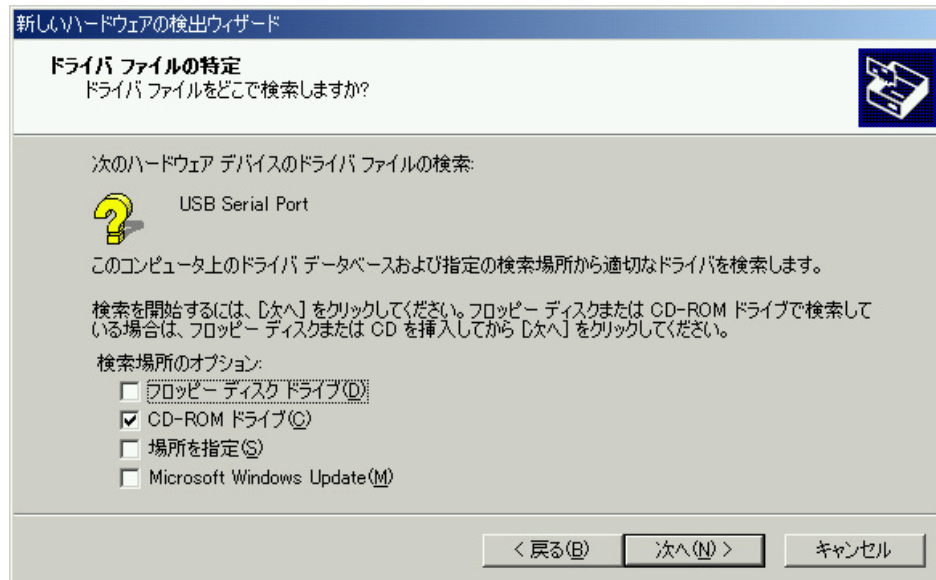 新しいハードウェアの検出ウィザード
ドライバ ファイルの特定
ドライバ ファイルをどこで検索しますか?
次のハードウェア デバイスのドライバ ファイルの検索:
USB Serial Port
このコンピュータ上のドライバ データベースおよび指定の検索場所から適切なドライバを検索します。
検索を開始するには、[次へ] をクリックしてください。フロッピー ディスクまたは CD-ROM ドライブで検索して
いる場合は、フロッピー ディスクまたは CD を挿入してから [次へ] をクリックしてください。
検索場所のオプション:
フロッピー ディスク ドライブ(D)
CD-ROM ドライブ(C)
場所を指定(S)
Microsoft Windows Update(M)
< 戻る(B) 次へ(N) > キャンセル